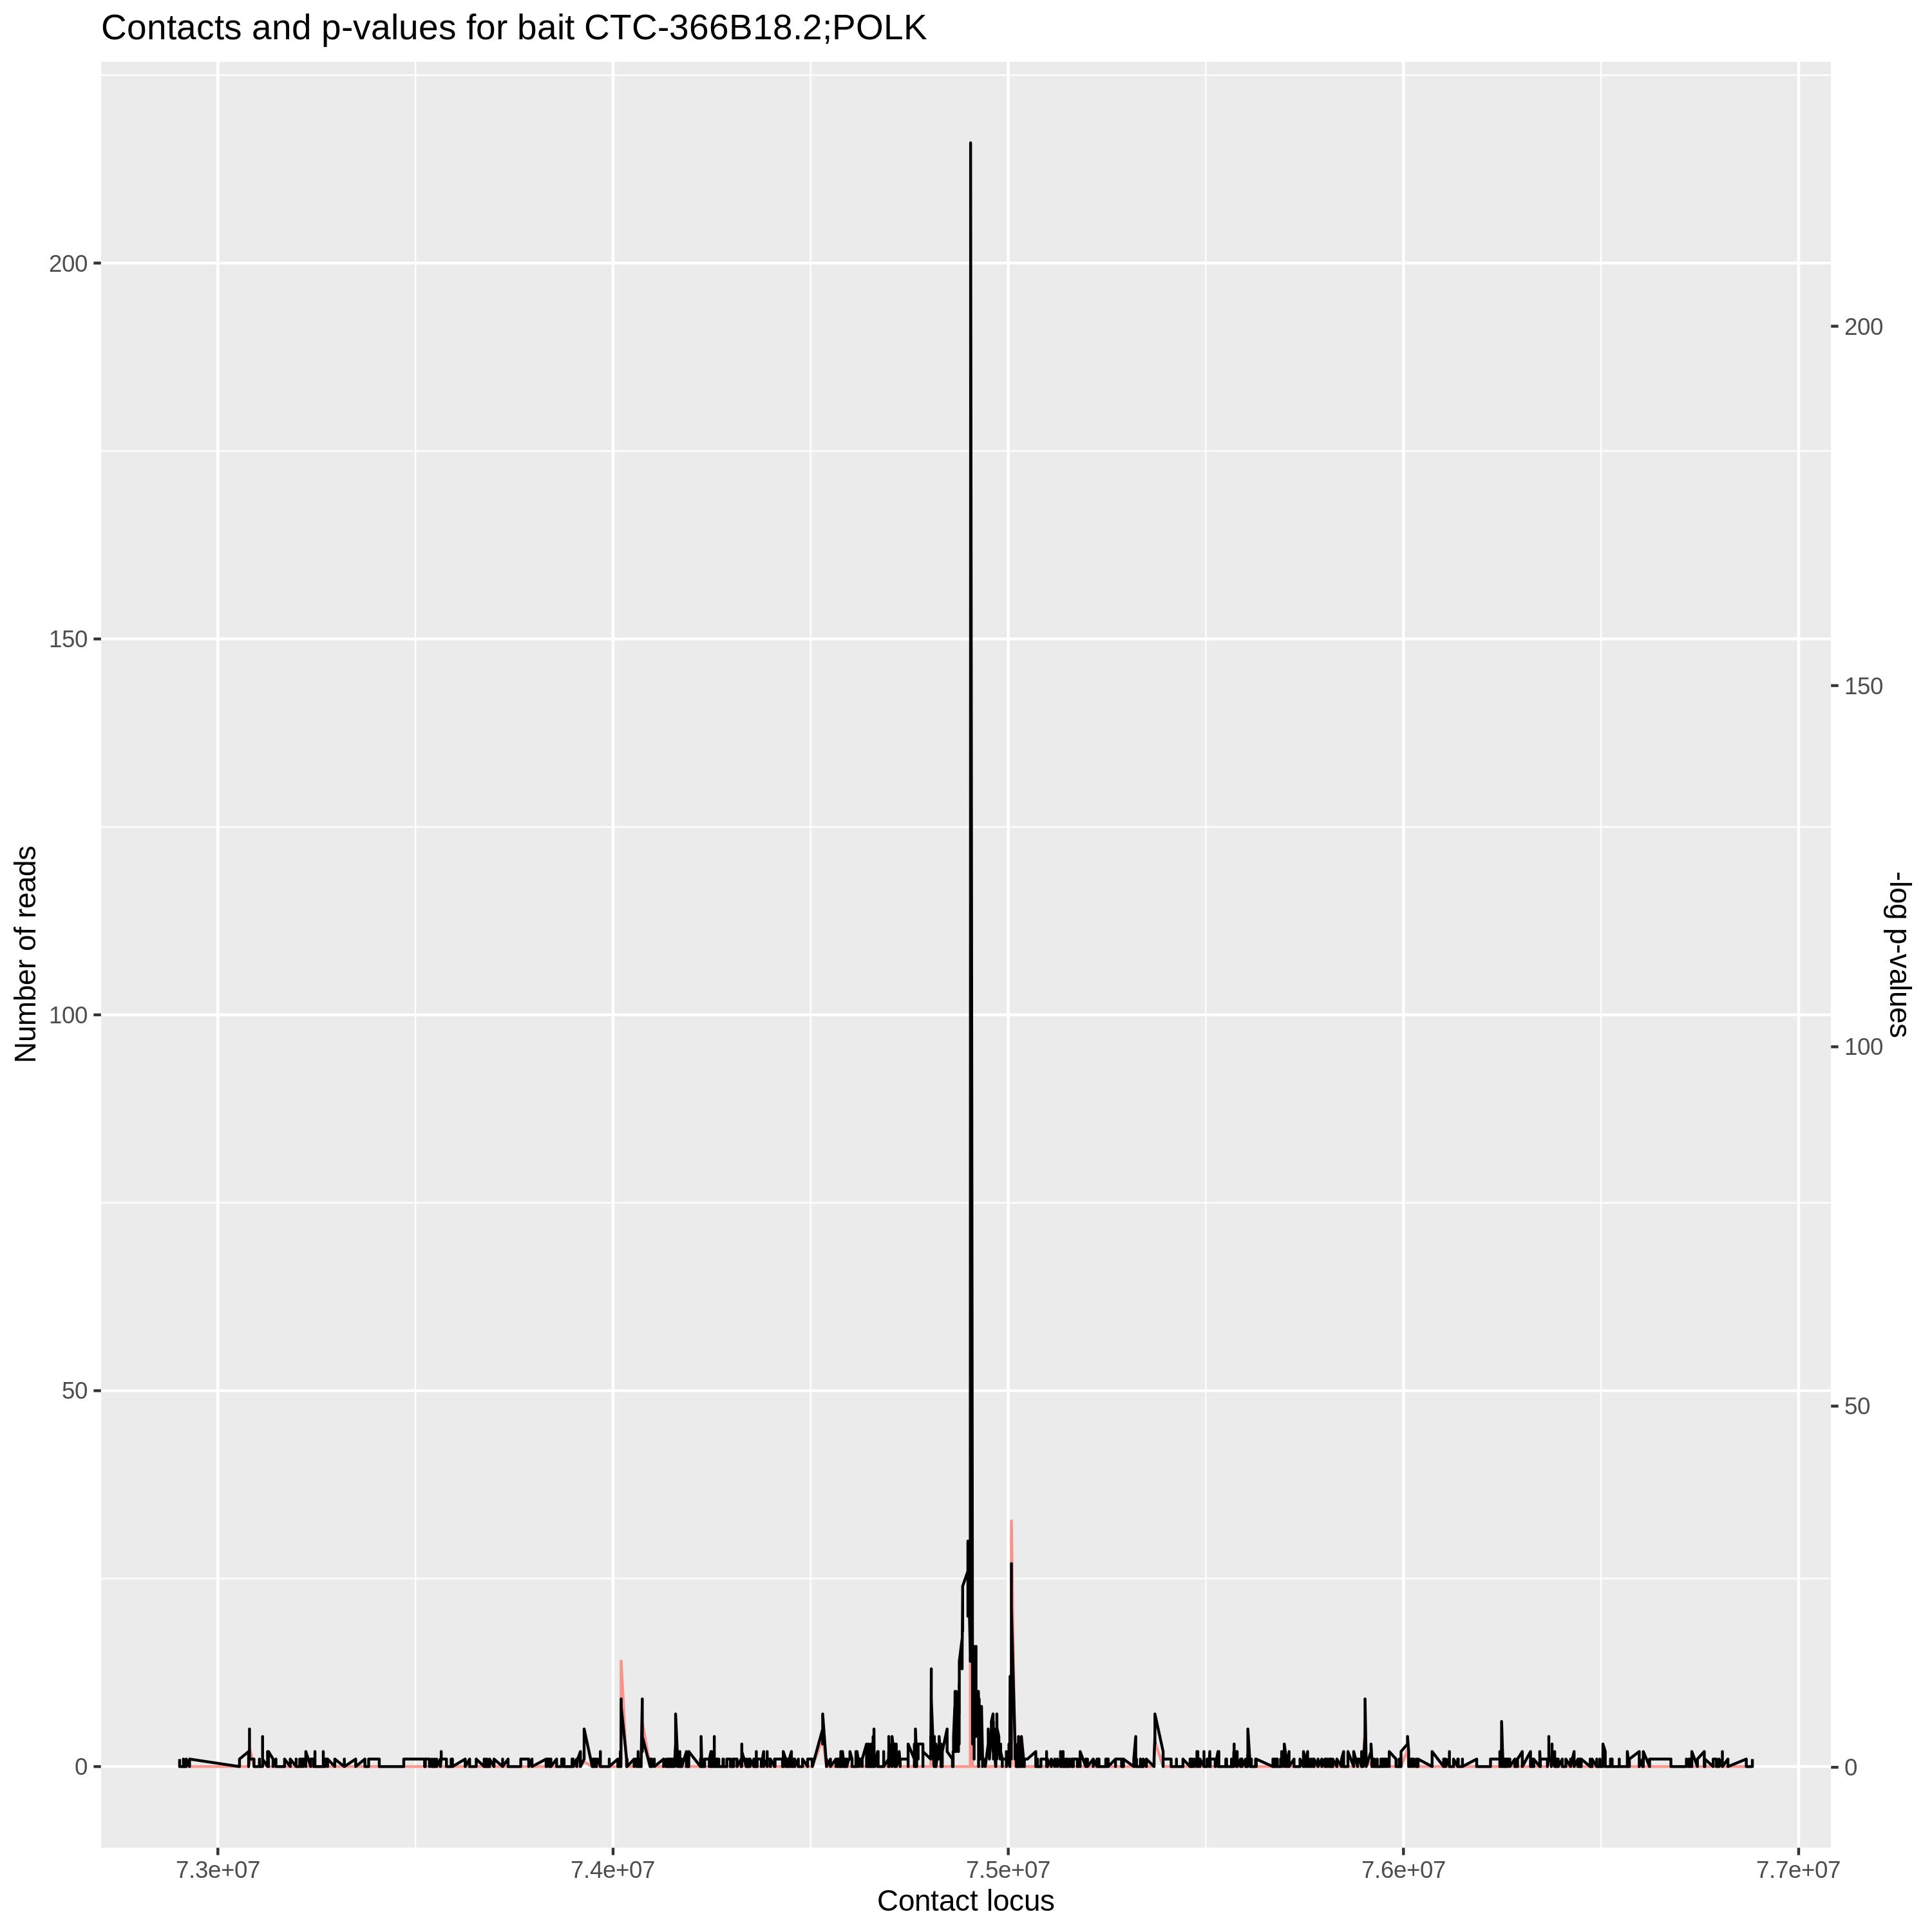 Contacts and p-values for bait CTC-366B18.2;POLK
200
150
100
50
0
200
150
100
50
0
Number of reads
-log p-values
7.3e+07
7.4e+07
7.5e+07
7.6e+07
7.7e+07
Contact locus